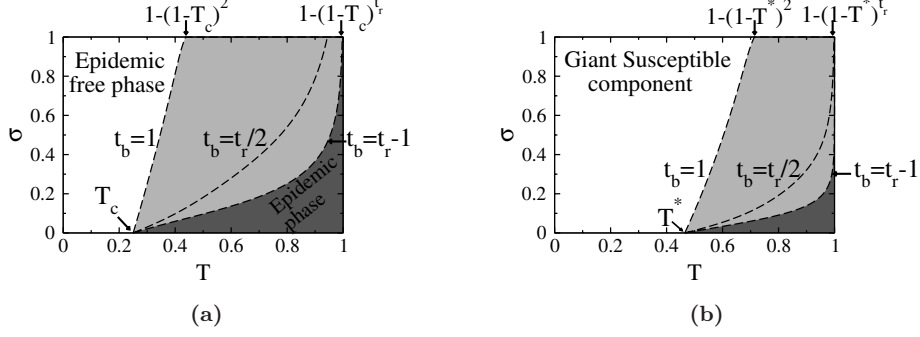 1-(1-T_c)^2 1-(1-T_c)^{t_r}
1
Epidemic
free phase
0.8
0.6
σ
t_b=1
t_b=t_r/2
t_b=t_r-1
0.4
0.2
T_c
Epidemic
phase
0
0 0.2 0.4 0.6 0.8 1
T
(a)
1-(1-T^*)^2 1-(1-T^*)^{t_r}
1
Giant Susceptible
component
0.8
0.6
σ
0.4
t_b=1
t_b=t_r/2
t_b=t_r-1
0.2
T^*
0
0 0.2 0.4 0.6 0.8 1
T
(b)